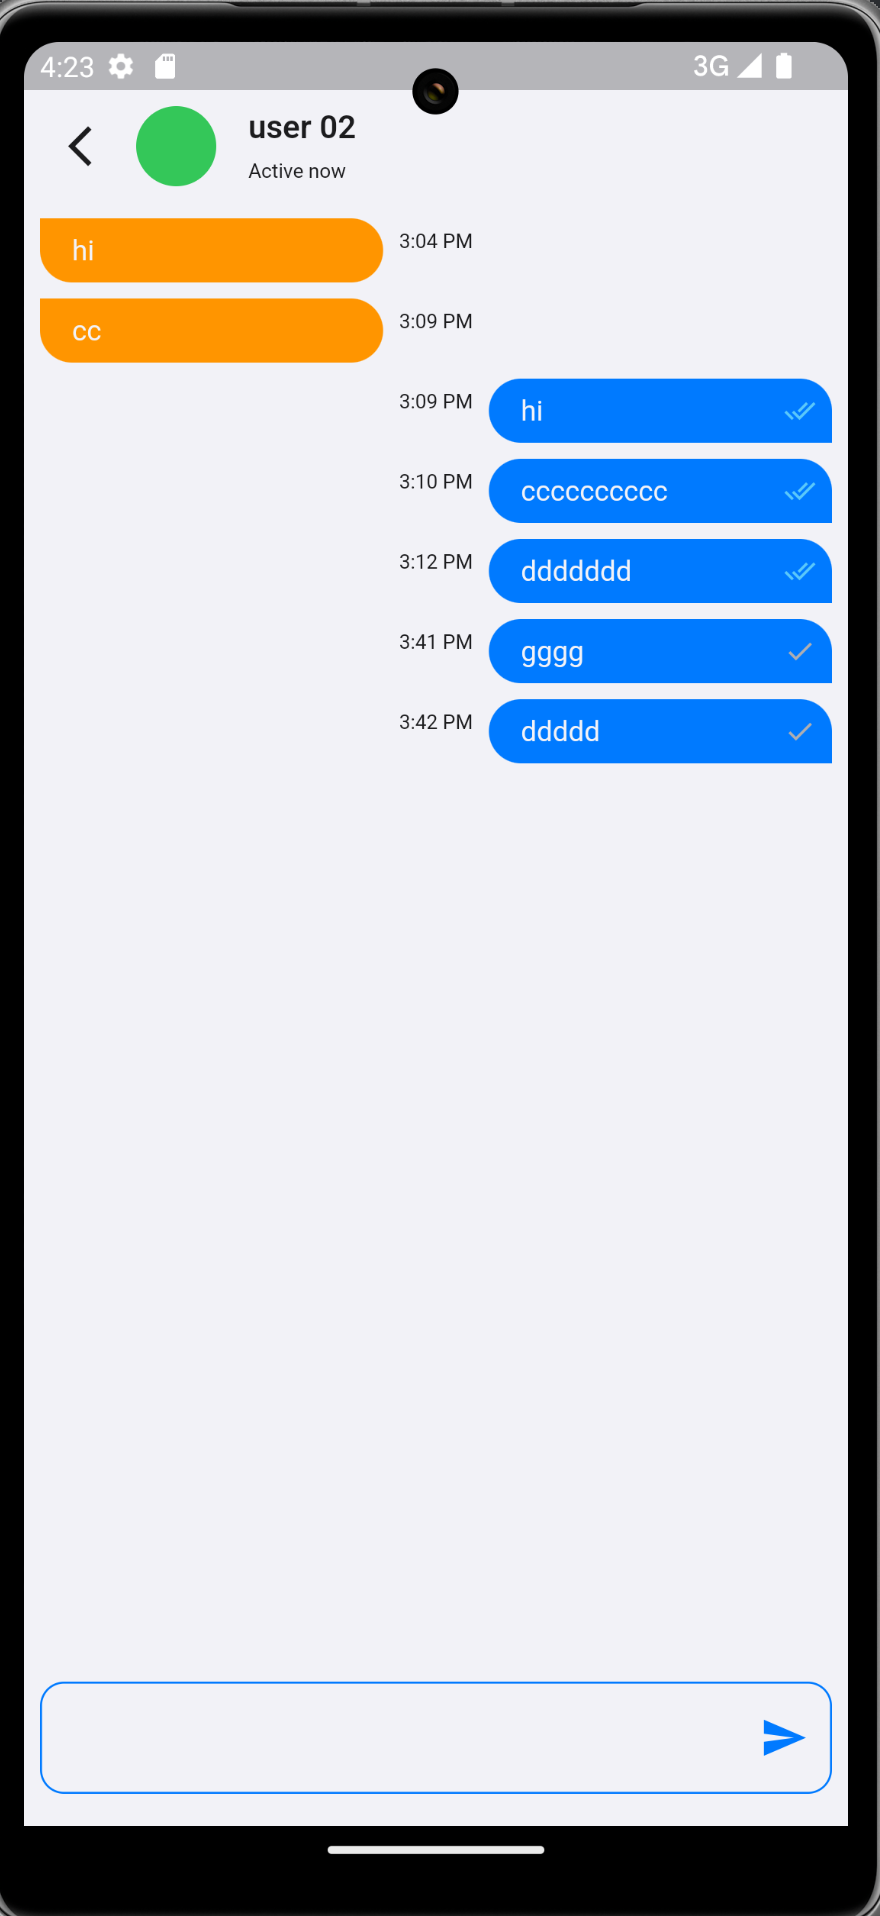 4:23 3G
user 02
Active now
hi 3:04 PM
cc 3:09 PM
3:09 PM hi
3:10 PM cccccccccc
3:12 PM ddddddd
3:41 PM gggg
3:42 PM ddddd